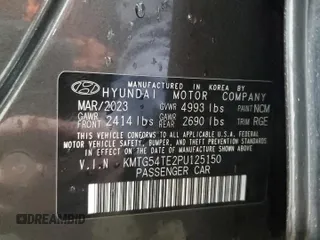 MANUFACTURED IN KOREA BY
HYUNDAI MOTOR COMPANY
MAR/2023 GVWR 4993 lbs PAINT NCM
GAWR FRONT 2414 lbs GAWR REAR 2690 lbs TRIM RGE
THIS VEHICLE CONFORMS TO ALL APPLICABLE U.S.A. FEDERAL
MOTOR VEHICLE SAFETY, BUMPER, AND THEFT PREVENTION
STANDARDS IN EFFECT ON THE DATE OF MANUFACTURE SHOWN ABOVE.
V.I.N. KMTG54TE2PU125150
PASSENGER CAR
DREAMBID